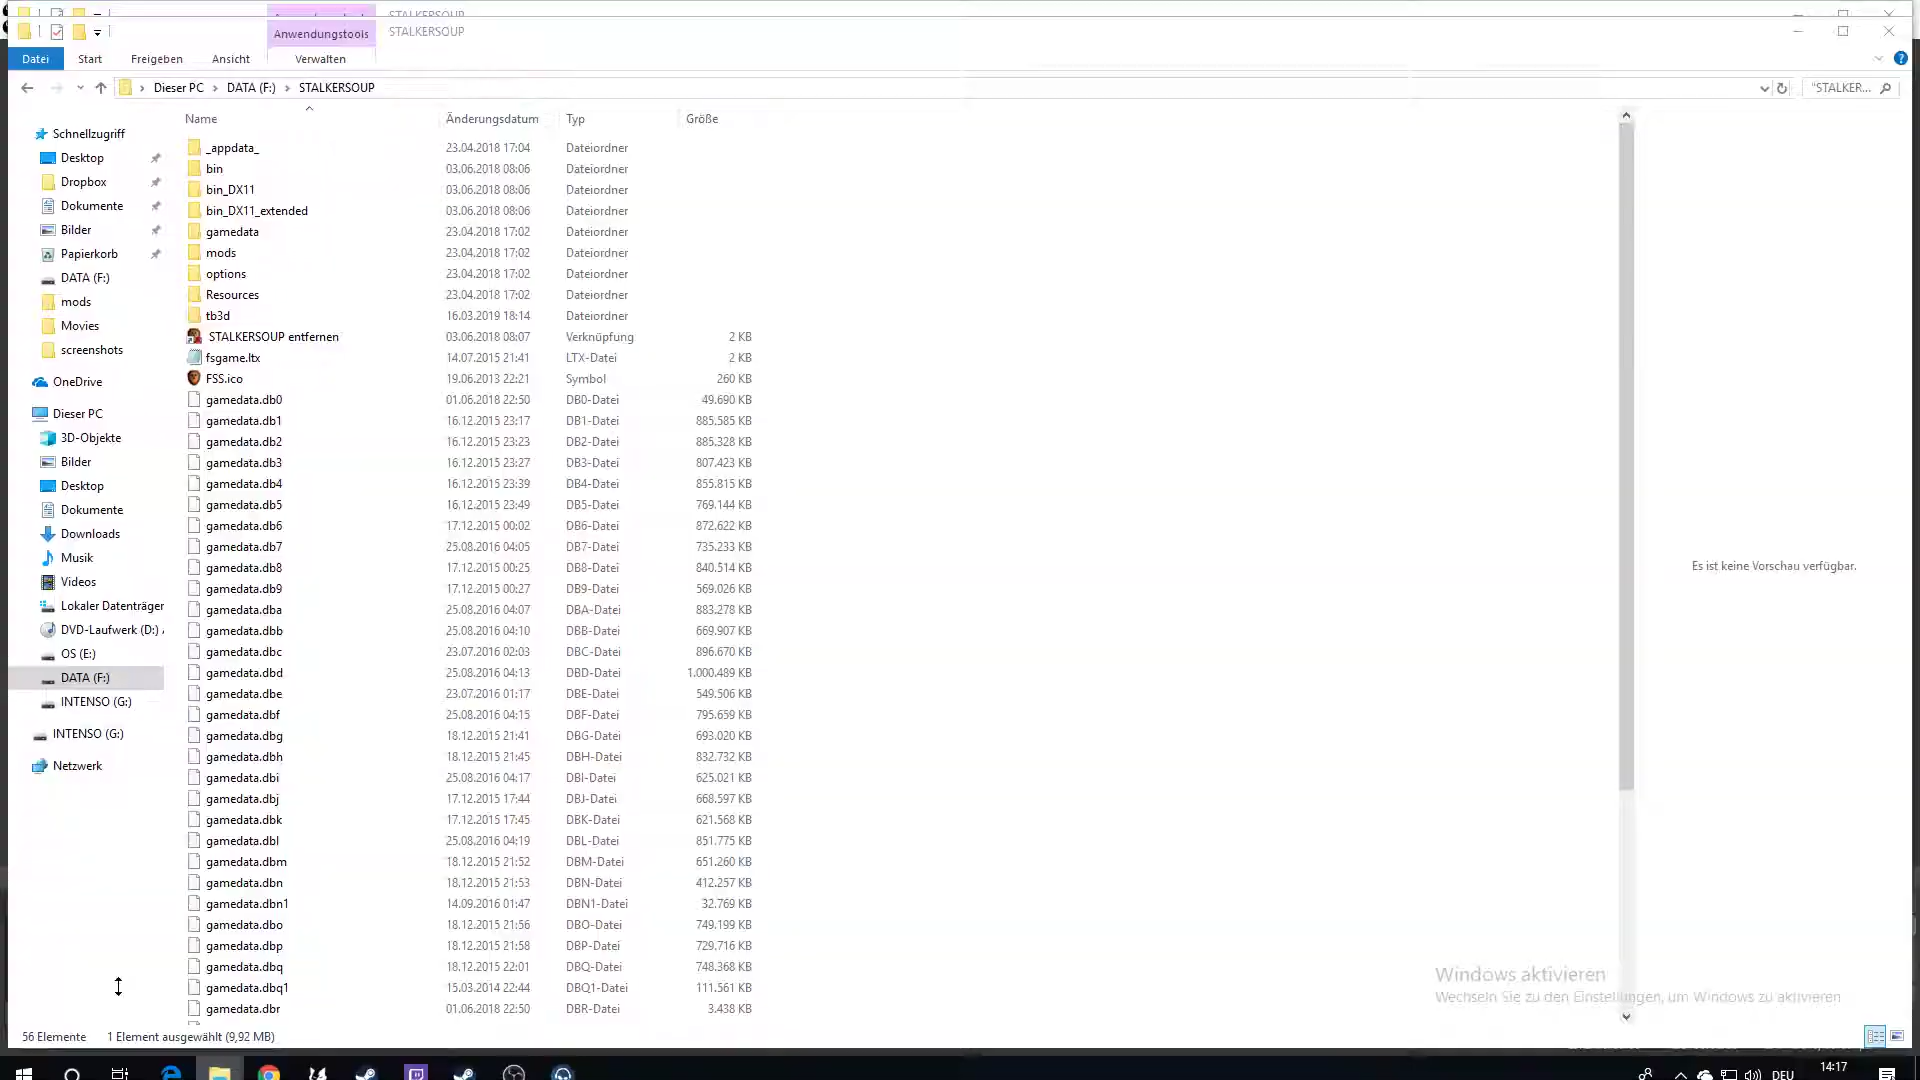 STALKERSOUP
Anwendungstools STALKERSOUP
Datei Start Freigeben Ansicht Verwalten
Dieser PC DATA (F:) STALKERSOUP "STALKER...
Name Änderungsdatum Typ Größe
Schnellzugriff
Desktop
Dropbox
Dokumente
Bilder
Papierkorb
DATA (F:)
mods
Movies
screenshots
OneDrive
Dieser PC
3D-Objekte
Bilder
Desktop
Dokumente
Downloads
Musik
Videos
Lokaler Datenträger
DVD-Laufwerk (D:)
OS (E:)
DATA (F:)
INTENSO (G:)
INTENSO (G:)
Netzwerk
_appdata_ 23.04.2018 17:04 Dateiordner
bin 03.06.2018 08:06 Dateiordner
bin_DX11 03.06.2018 08:06 Dateiordner
bin_DX11_extended 03.06.2018 08:06 Dateiordner
gamedata 23.04.2018 17:02 Dateiordner
mods 23.04.2018 17:02 Dateiordner
options 23.04.2018 17:02 Dateiordner
Resources 23.04.2018 17:02 Dateiordner
tb3d 16.03.2019 18:14 Dateiordner
STALKERSOUP entfernen 03.06.2018 08:07 Verknüpfung 2 KB
fsgame.ltx 14.07.2015 21:41 LTX-Datei 2 KB
FSS.ico 19.06.2013 22:21 Symbol 260 KB
gamedata.db0 01.06.2018 22:50 DB0-Datei 49.690 KB
gamedata.db1 16.12.2015 23:17 DB1-Datei 885.585 KB
gamedata.db2 16.12.2015 23:23 DB2-Datei 885.328 KB
gamedata.db3 16.12.2015 23:27 DB3-Datei 807.423 KB
gamedata.db4 16.12.2015 23:39 DB4-Datei 855.815 KB
gamedata.db5 16.12.2015 23:49 DB5-Datei 769.144 KB
gamedata.db6 17.12.2015 00:02 DB6-Datei 872.622 KB
gamedata.db7 25.08.2016 04:05 DB7-Datei 735.233 KB
gamedata.db8 17.12.2015 00:25 DB8-Datei 840.514 KB
gamedata.db9 17.12.2015 00:27 DB9-Datei 569.026 KB
gamedata.dba 25.08.2016 04:07 DBA-Datei 883.278 KB
gamedata.dbb 25.08.2016 04:10 DBB-Datei 669.907 KB
gamedata.dbc 23.07.2016 02:03 DBC-Datei 896.670 KB
gamedata.dbd 25.08.2016 04:13 DBD-Datei 1.000.489 KB
gamedata.dbe 23.07.2016 01:17 DBE-Datei 549.506 KB
gamedata.dbf 25.08.2016 04:15 DBF-Datei 795.659 KB
gamedata.dbg 18.12.2015 21:41 DBG-Datei 693.020 KB
gamedata.dbh 18.12.2015 21:45 DBH-Datei 832.732 KB
gamedata.dbi 25.08.2016 04:17 DBI-Datei 625.021 KB
gamedata.dbj 17.12.2015 17:44 DBJ-Datei 668.597 KB
gamedata.dbk 17.12.2015 17:45 DBK-Datei 621.568 KB
gamedata.dbl 25.08.2016 04:19 DBL-Datei 851.775 KB
gamedata.dbm 18.12.2015 21:52 DBM-Datei 651.260 KB
gamedata.dbn 18.12.2015 21:53 DBN-Datei 412.257 KB
gamedata.dbn1 14.09.2016 01:47 DBN1-Datei 32.769 KB
gamedata.dbo 18.12.2015 21:56 DBO-Datei 749.199 KB
gamedata.dbp 18.12.2015 21:58 DBP-Datei 729.716 KB
gamedata.dbq 18.12.2015 22:01 DBQ-Datei 748.368 KB
gamedata.dbq1 15.03.2014 22:44 DBQ1-Datei 111.561 KB
gamedata.dbr 01.06.2018 22:50 DBR-Datei 3.438 KB
Es ist keine Vorschau verfügbar.
Windows aktivieren
Wechseln Sie zu den Einstellungen, um Windows zu aktivieren
56 Elemente 1 Element ausgewählt (9,92 MB)
DEU 14:17